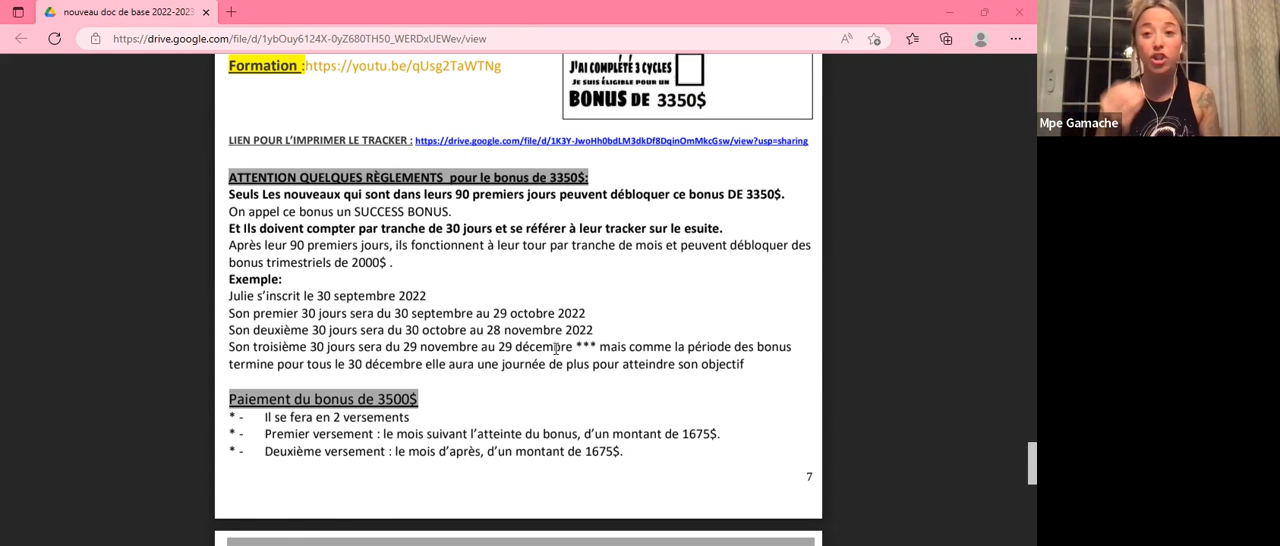 nouveau doc de base 2022-2023
https://drive.google.com/file/d/1ybOuy6124X-0yZ680TH50_WERDxUEWev/view
Formation :https://youtu.be/qUsg2TaWTNg
J'AI COMPLÉTÉ 3 CYCLES
JE SUIS ÉLIGIBLE POUR UN
BONUS DE 3350$
Mpe Gamache
LIEN POUR L'IMPRIMER LE TRACKER : https://drive.google.com/file/d/1K3Y-JwoHh0bdLM3dkDf8DqinOmMkcGsw/view?usp=sharing
ATTENTION QUELQUES RÈGLEMENTS pour le bonus de 3350$:
Seuls Les nouveaux qui sont dans leurs 90 premiers jours peuvent débloquer ce bonus DE 3350$.
On appel ce bonus un SUCCESS BONUS.
Et Ils doivent compter par tranche de 30 jours et se référer à leur tracker sur le esuite.
Après leur 90 premiers jours, ils fonctionnent à leur tour par tranche de mois et peuvent débloquer des
bonus trimestriels de 2000$ .
Exemple:
Julie s'inscrit le 30 septembre 2022
Son premier 30 jours sera du 30 septembre au 29 octobre 2022
Son deuxième 30 jours sera du 30 octobre au 28 novembre 2022
Son troisième 30 jours sera du 29 novembre au 29 décembre *** mais comme la période des bonus
termine pour tous le 30 décembre elle aura une journée de plus pour atteindre son objectif
Paiement du bonus de 3500$
* - Il se fera en 2 versements
* - Premier versement : le mois suivant l'atteinte du bonus, d'un montant de 1675$.
* - Deuxième versement : le mois d'après, d'un montant de 1675$.
7